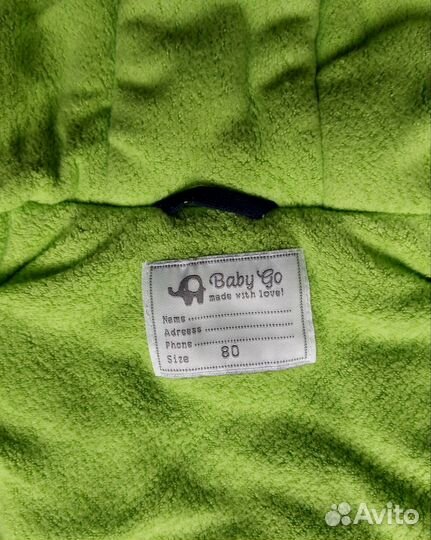 Baby Go
made with love!
Name
Adress
Phone
Size 80
Avito